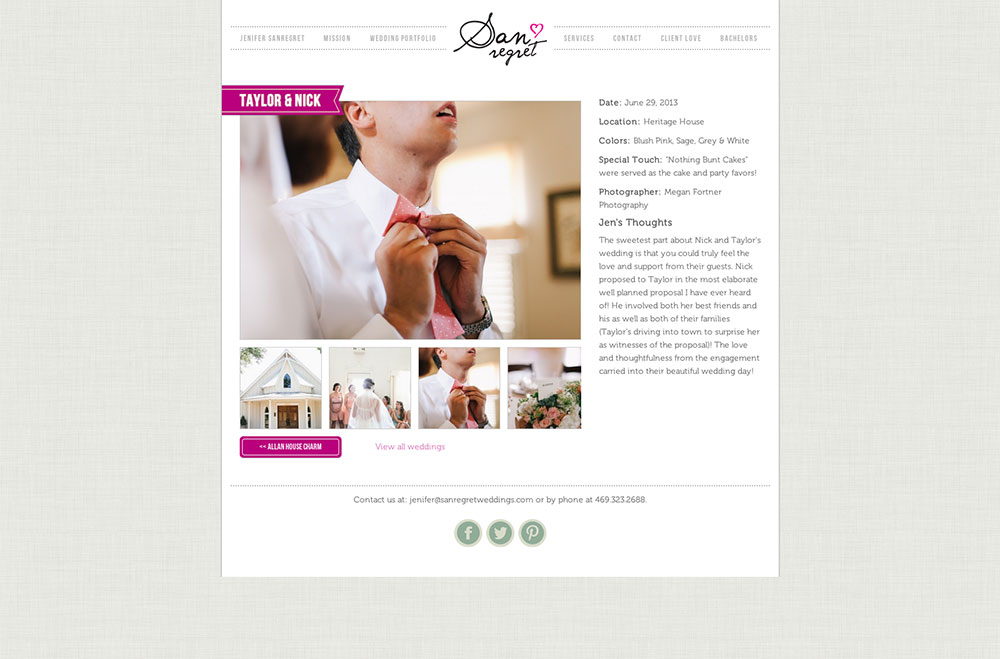 JENIFER SANREGRET MISSION WEDDING PORTFOLIO San regret SERVICES CONTACT CLIENT LOVE BACHELORS
TAYLOR & NICK
Date: June 29, 2013
Location: Heritage House
Colors: Blush Pink, Sage, Grey & White
Special Touch: "Nothing Bunt Cakes"
were served as the cake and party favors!
Photographer: Megan Fortner
Photography
Jen's Thoughts
The sweetest part about Nick and Taylor's
wedding is that you could truly feel the
love and support from their guests. Nick
proposed to Taylor in the most elaborate
well planned proposal I have ever heard
of! He involved both her best friends and
his as well as both of their families
(Taylor's driving into town to surprise her
as witnesses of the proposal)! The love
and thoughtfulness from the engagement
carried into their beautiful wedding day!
<< ALLAN HOUSE CHARM
View all weddings
Contact us at: jenifer@sanregretweddings.com or by phone at 469.323.2688.